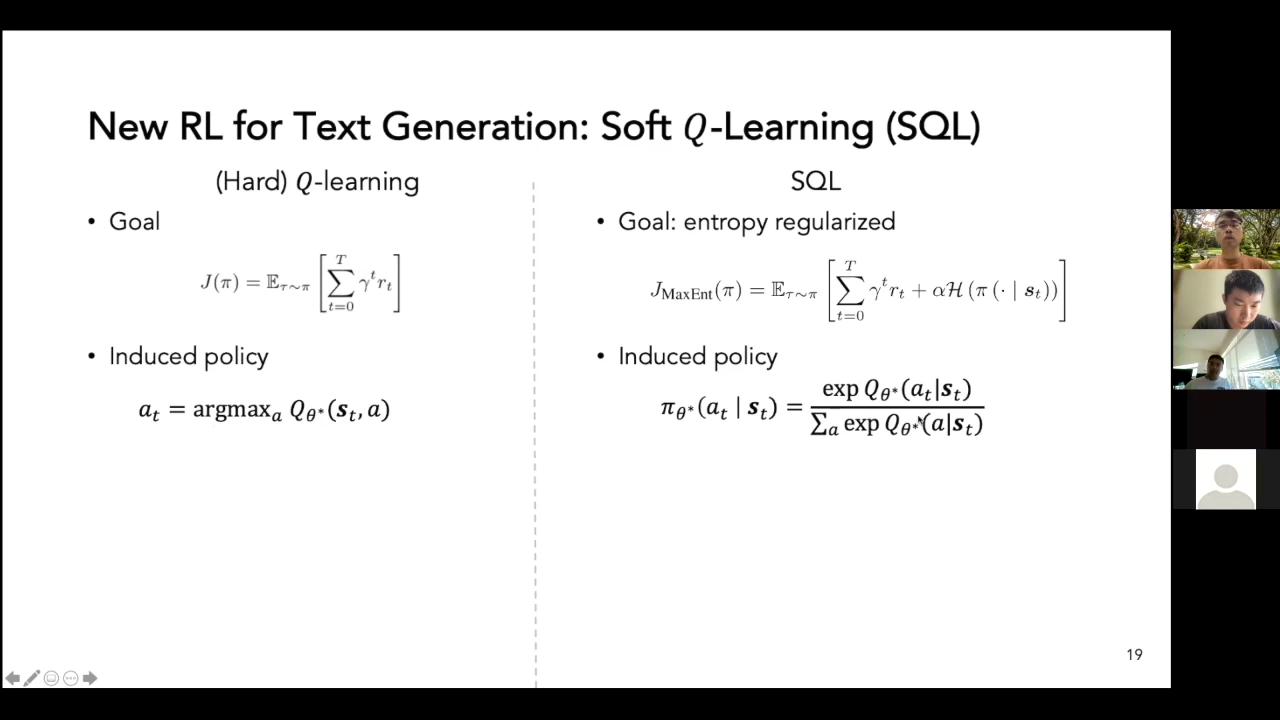 New RL for Text Generation: Soft 𝑄-Learning (SQL)
(Hard) 𝑄-learning
• Goal
J(π) = 𝔼_{τ∼π} [ ∑_{t=0}^{T} γ^t r_t ]
• Induced policy
a_t = argmax_a Q_{θ*}(s_t, a)
SQL
• Goal: entropy regularized
J_MaxEnt(π) = 𝔼_{τ∼π} [ ∑_{t=0}^{T} γ^t r_t + αℋ(π(· | s_t)) ]
• Induced policy
π_{θ*}(a_t | s_t) = exp Q_{θ*}(a_t|s_t) / ∑_a exp Q_{θ*}(a|s_t)
19